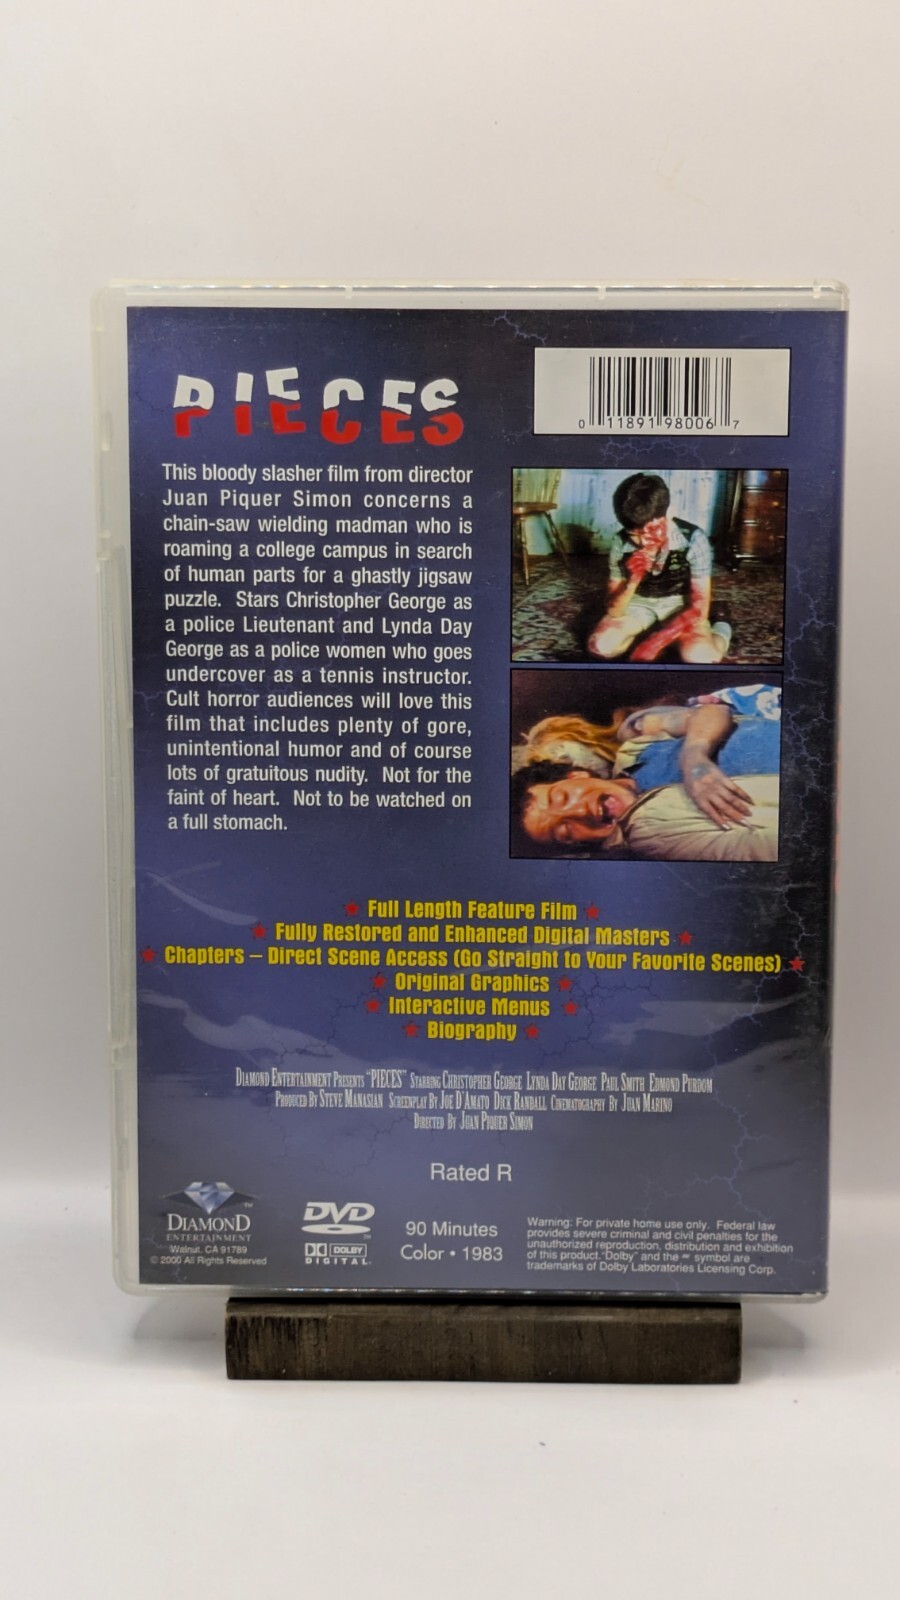 PIECES
0 11891 98006 7
This bloody slasher film from director
Juan Piquer Simon concerns a
chain-saw wielding madman who is
roaming a college campus in search
of human parts for a ghastly jigsaw
puzzle. Stars Christopher George as
a police Lieutenant and Lynda Day
George as a police women who goes
undercover as a tennis instructor.
Cult horror audiences will love this
film that includes plenty of gore,
unintentional humor and of course
lots of gratuitous nudity. Not for the
faint of heart. Not to be watched on
a full stomach.
★ Full Length Feature Film ★
★ Fully Restored and Enhanced Digital Masters ★
★ Chapters – Direct Scene Access (Go Straight to Your Favorite Scenes) ★
★ Original Graphics ★
★ Interactive Menus ★
★ Biography ★
DIAMOND ENTERTAINMENT PRESENTS "PIECES" STARRING CHRISTOPHER GEORGE LYNDA DAY GEORGE PAUL SMITH EDMOND PURDOM
PRODUCED BY STEVE MANASIAN SCREENPLAY BY JOE D'AMATO DICK RANDALL CINEMATOGRAPHY BY JUAN MARINO
DIRECTED BY JUAN PIQUER SIMON
Rated R
DIAMOND™
ENTERTAINMENT
Walnut, CA 91789
© 2000 All Rights Reserved
DVD™
DOLBY
DIGITAL
90 Minutes
Color • 1983
Warning: For private home use only. Federal law
provides severe criminal and civil penalties for the
unauthorized reproduction, distribution and exhibition
of this product. "Dolby" and the symbol are
trademarks of Dolby Laboratories Licensing Corp.